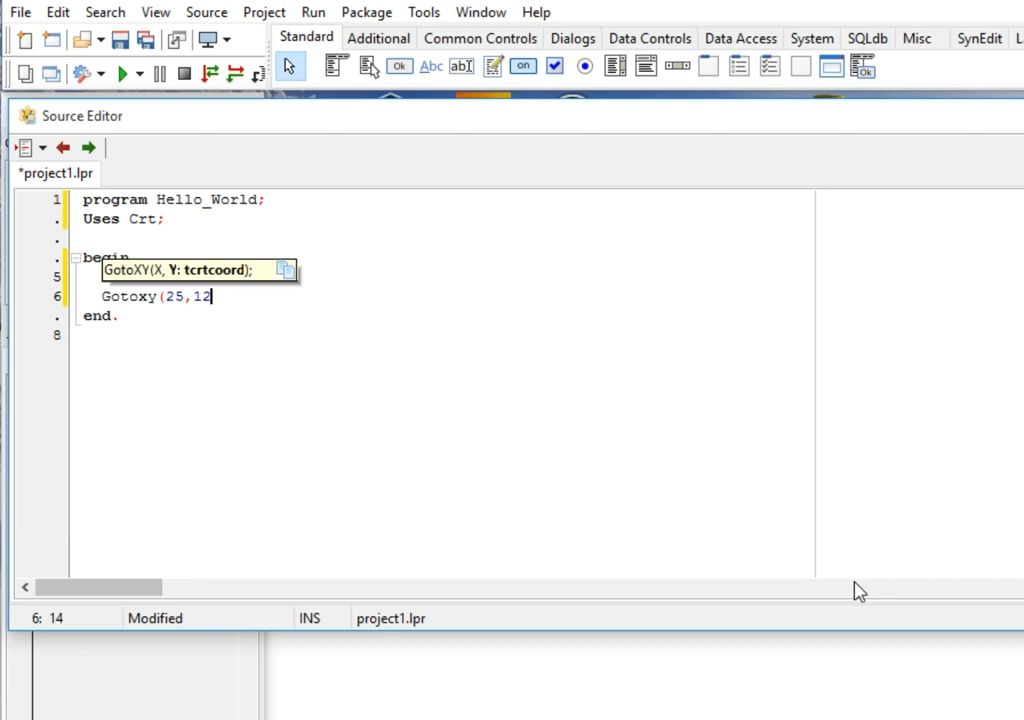 File Edit Search View Source Project Run Package Tools Window Help
Standard Additional Common Controls Dialogs Data Controls Data Access System SQLdb Misc SynEdit L
Ok Abc abI on Ok
Source Editor
*project1.lpr
1 program Hello_World;
. Uses Crt;
.
. begin
GotoXY(X, Y: tcrtcoord);
5
6 Gotoxy(25,12
. end.
8
6: 14 Modified INS project1.lpr